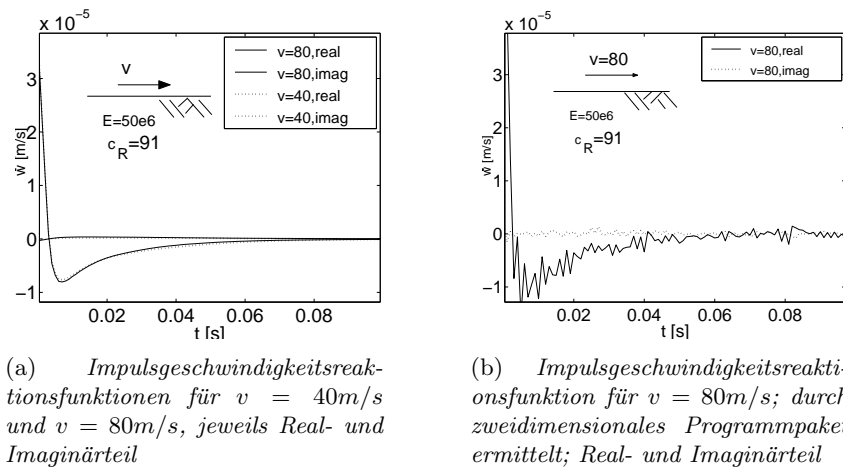 x 10⁻⁵
3
2
1
0
−1
ẇ [m/s]
0.02 0.04 0.06 0.08
t [s]
v
E=50e6
c_R=91
v=80,real
v=80,imag
v=40,real
v=40,imag
(a) Impulsgeschwindigkeitsreak-
tionsfunktionen für v = 40m/s
und v = 80m/s, jeweils Real- und
Imaginärteil
x 10⁻⁵
3
2
1
0
−1
ẇ [m/s]
0.02 0.04 0.06 0.08
t [s]
v=80
E=50e6
c_R=91
v=80,real
v=80,imag
(b) Impulsgeschwindigkeitsreakti-
onsfunktion für v = 80m/s; durch
zweidimensionales Programmpaket
ermittelt; Real- und Imaginärteil